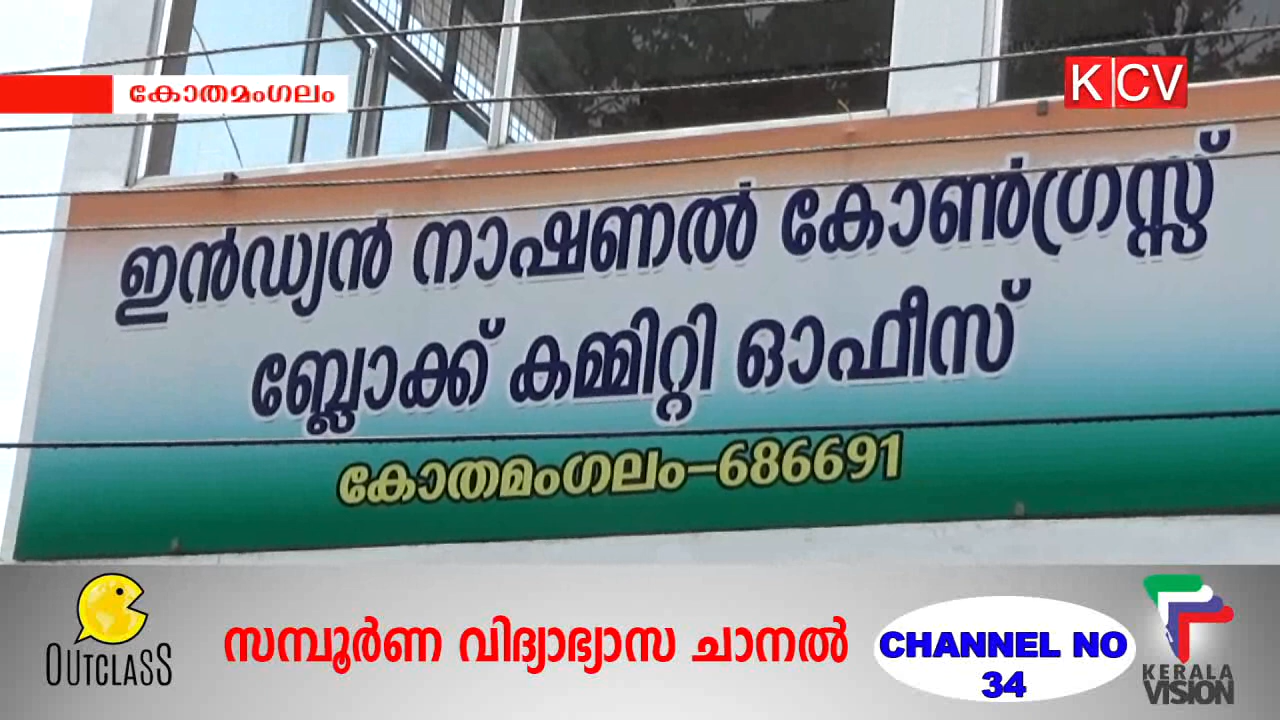 കോതമംഗലം
KCV
ഇൻഡ്യൻ നാഷണൽ കോൺഗ്രസ്സ്
ബ്ലോക്ക് കമ്മിറ്റി ഓഫീസ്
കോതമംഗലം-686691
OUTCLASS
സമ്പൂർണ വിദ്യാഭ്യാസ ചാനൽ
CHANNEL NO
34
KERALA
VISION